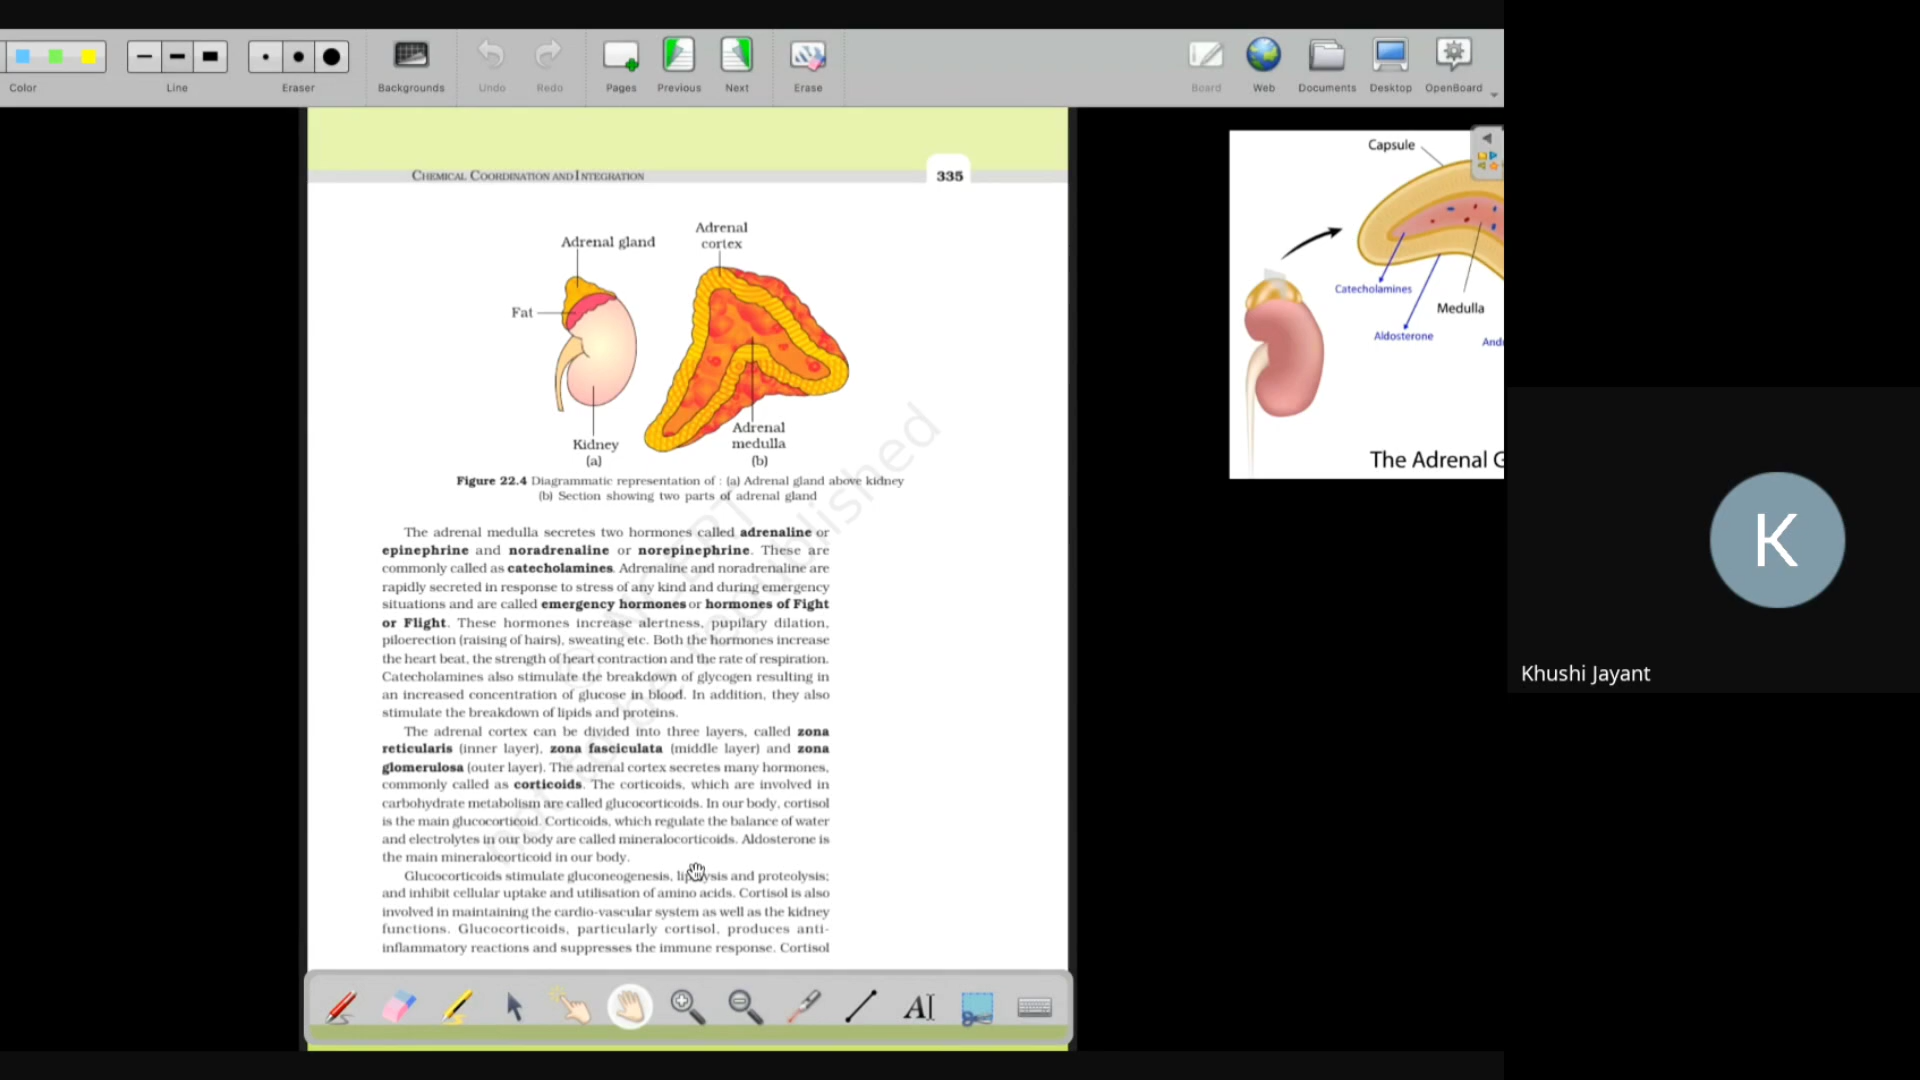 Color
Line
Eraser
Backgrounds
Undo
Redo
Pages
Previous
Next
Erase
Board
Web
Documents
Desktop
OpenBoard
CHEMICAL COORDINATION AND INTEGRATION
335
Adrenal gland
Adrenal
cortex
Fat
Kidney
(a)
Adrenal
medulla
(b)
Figure 22.4 Diagrammatic representation of : (a) Adrenal gland above kidney
(b) Section showing two parts of adrenal gland
The adrenal medulla secretes two hormones called adrenaline or
epinephrine and noradrenaline or norepinephrine. These are
commonly called as catecholamines. Adrenaline and noradrenaline are
rapidly secreted in response to stress of any kind and during emergency
situations and are called emergency hormones or hormones of Fight
or Flight. These hormones increase alertness, pupilary dilation,
piloerection (raising of hairs), sweating etc. Both the hormones increase
the heart beat, the strength of heart contraction and the rate of respiration.
Catecholamines also stimulate the breakdown of glycogen resulting in
an increased concentration of glucose in blood. In addition, they also
stimulate the breakdown of lipids and proteins.
The adrenal cortex can be divided into three layers, called zona
reticularis (inner layer), zona fasciculata (middle layer) and zona
glomerulosa (outer layer). The adrenal cortex secretes many hormones,
commonly called as corticoids. The corticoids, which are involved in
carbohydrate metabolism are called glucocorticoids. In our body, cortisol
is the main glucocorticoid. Corticoids, which regulate the balance of water
and electrolytes in our body are called mineralocorticoids. Aldosterone is
the main mineralocorticoid in our body.
Glucocorticoids stimulate gluconeogenesis, lipolysis and proteolysis;
and inhibit cellular uptake and utilisation of amino acids. Cortisol is also
involved in maintaining the cardio-vascular system as well as the kidney
functions. Glucocorticoids, particularly cortisol, produces anti-
inflammatory reactions and suppresses the immune response. Cortisol
© NCERT
not to be republished
Capsule
Catecholamines
Medulla
Aldosterone
And
The Adrenal G
K
Khushi Jayant
AI